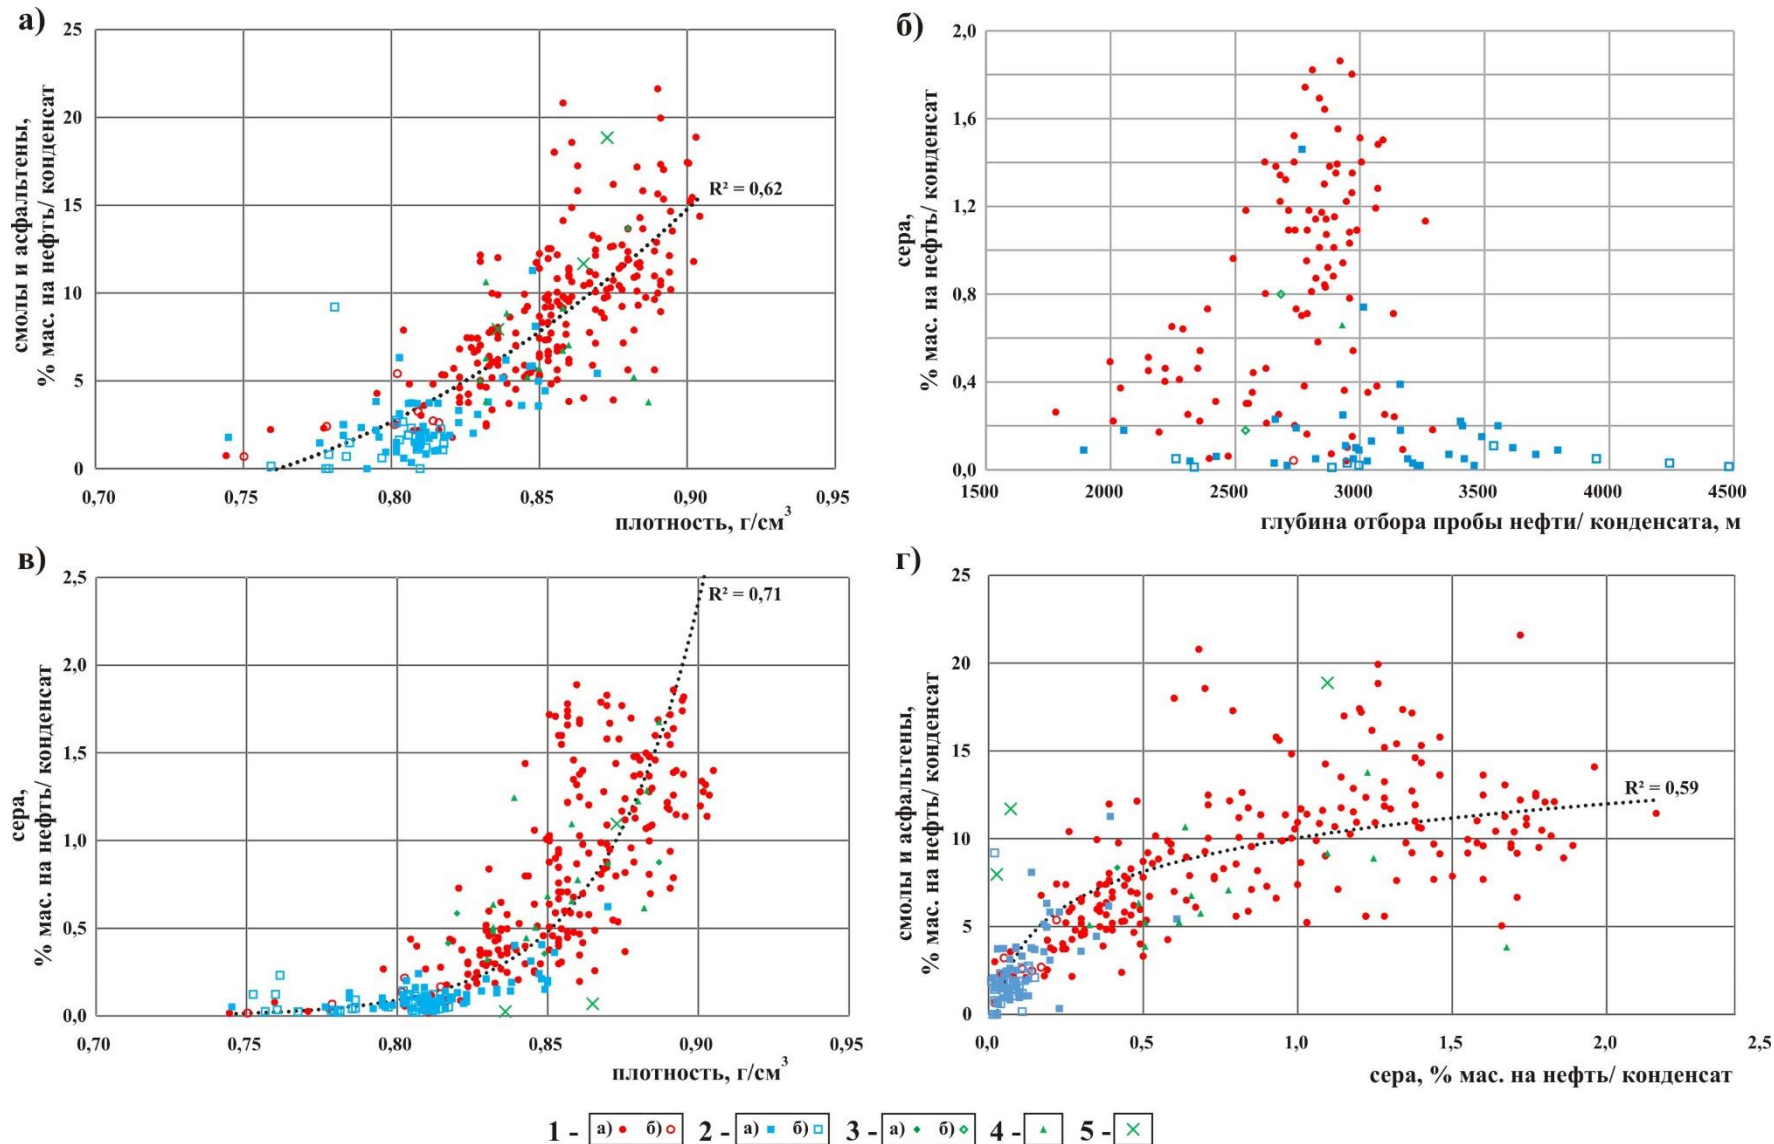 а)
смолы и асфальтены,
% мас. на нефть/ конденсат
25
20
15
10
5
0
R² = 0,62
0,70 0,75 0,80 0,85 0,90 0,95
плотность, г/см³
б)
сера,
% мас. на нефть/ конденсат
2,0
1,6
1,2
0,8
0,4
0,0
1500 2000 2500 3000 3500 4000 4500
глубина отбора пробы нефти/ конденсата, м
в)
сера,
% мас. на нефть/ конденсат
2,5
2,0
1,5
1,0
0,5
0,0
R² = 0,71
0,70 0,75 0,80 0,85 0,90 0,95
плотность, г/см³
г)
смолы и асфальтены,
% мас. на нефть/ конденсат
25
20
15
10
5
0
R² = 0,59
0,0 0,5 1,0 1,5 2,0 2,5
сера, % мас. на нефть/ конденсат
1 - а) б) 2 - а) б) 3 - а) б) 4 - 5 -